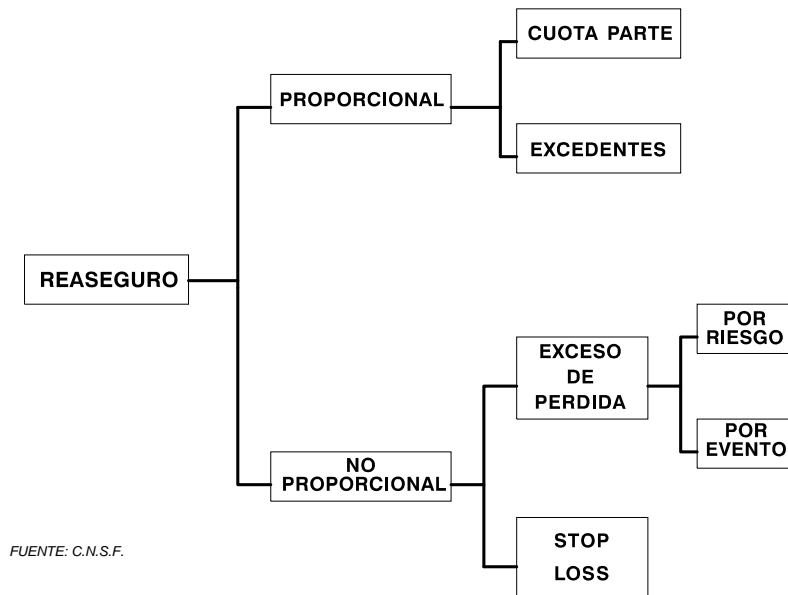 CUOTA PARTE
PROPORCIONAL
EXCEDENTES
REASEGURO
POR
RIESGO
EXCESO
DE
PERDIDA
POR
EVENTO
NO
PROPORCIONAL
STOP
LOSS
FUENTE: C.N.S.F.